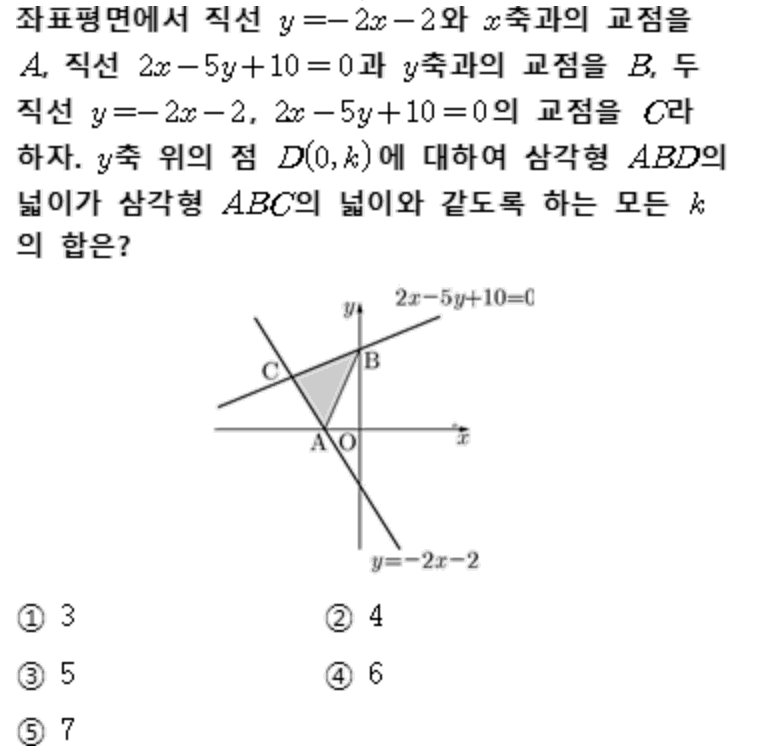 좌표평면에서 직선 y=-2x-2와 x축과의 교점을
A, 직선 2x-5y+10=0과 y축과의 교점을 B, 두
직선 y=-2x-2, 2x-5y+10=0의 교점을 C라
하자. y축 위의 점 D(0, k)에 대하여 삼각형 ABD의
넓이가 삼각형 ABC의 넓이와 같도록 하는 모든 k
의 합은?
2x-5y+10=0
y
C
B
A
O
x
y=-2x-2
① 3
② 4
③ 5
④ 6
⑤ 7